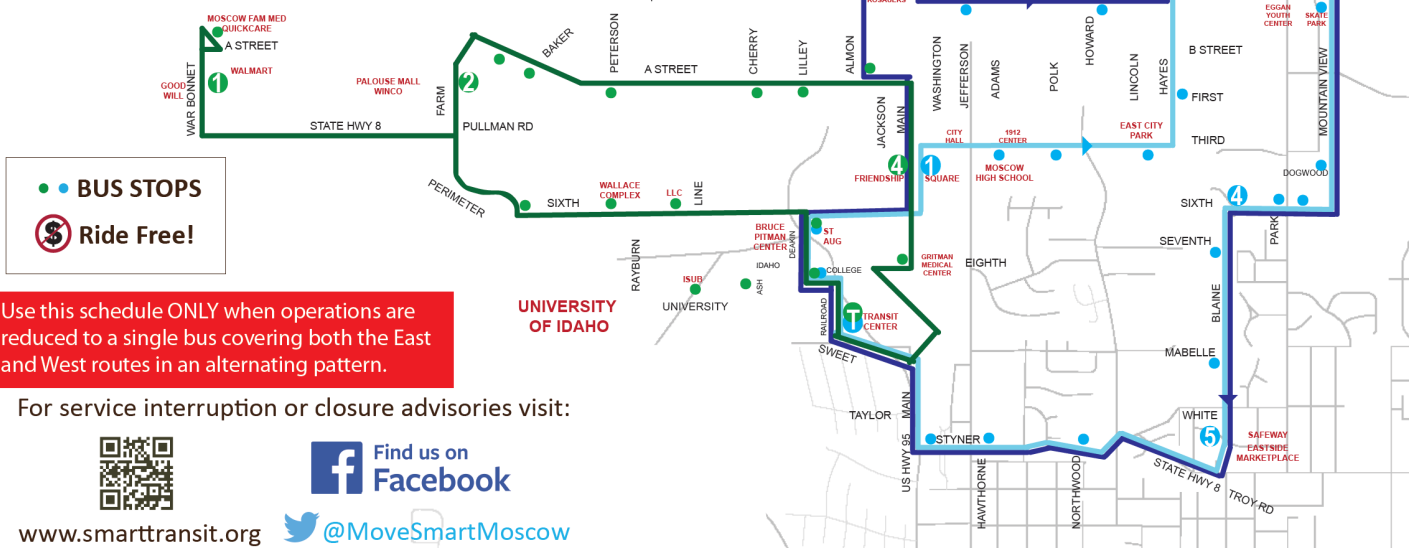 MOSCOW FAM MED
QUICKCARE
A STREET
WALMART
1
GOOD
WILL
WAR BONNET
STATE HWY 8
PALOUSE MALL
WINCO
2
FARM
PULLMAN RD
BAKER
PETERSON
A STREET
CHERRY
LILLEY
ALMON
WASHINGTON
JEFFERSON
ADAMS
POLK
HOWARD
LINCOLN
HAYES
B STREET
FIRST
THIRD
EGGAN
YOUTH
CENTER
SKATE
PARK
MOUNTAIN VIEW
DOGWOOD
JACKSON
MAIN
4
FRIENDSHIP
1
SQUARE
CITY
HALL
1912
CENTER
MOSCOW
HIGH SCHOOL
EAST CITY
PARK
PERIMETER
SIXTH
WALLACE
COMPLEX
LLC
LINE
SIXTH
4
PARK
SEVENTH
BLAINE
MABELLE
WHITE
5
SAFEWAY
EASTSIDE
MARKETPLACE
STATE HWY 8
TROY RD
BRUCE
PITMAN
CENTER
DEAKIN
ST
AUG
COLLEGE
IDAHO
ASH
RAYBURN
ISUB
UNIVERSITY
GRITMAN
MEDICAL
CENTER
EIGHTH
RAILROAD
T
TRANSIT
CENTER
SWEET
TAYLOR
MAIN
US HWY 95
STYNER
HAWTHORNE
NORTHWOOD
UNIVERSITY
OF IDAHO
BUS STOPS
$
Ride Free!
Use this schedule ONLY when operations are
reduced to a single bus covering both the East
and West routes in an alternating pattern.
For service interruption or closure advisories visit:
www.smarttransit.org
f
Find us on
Facebook
@MoveSmartMoscow